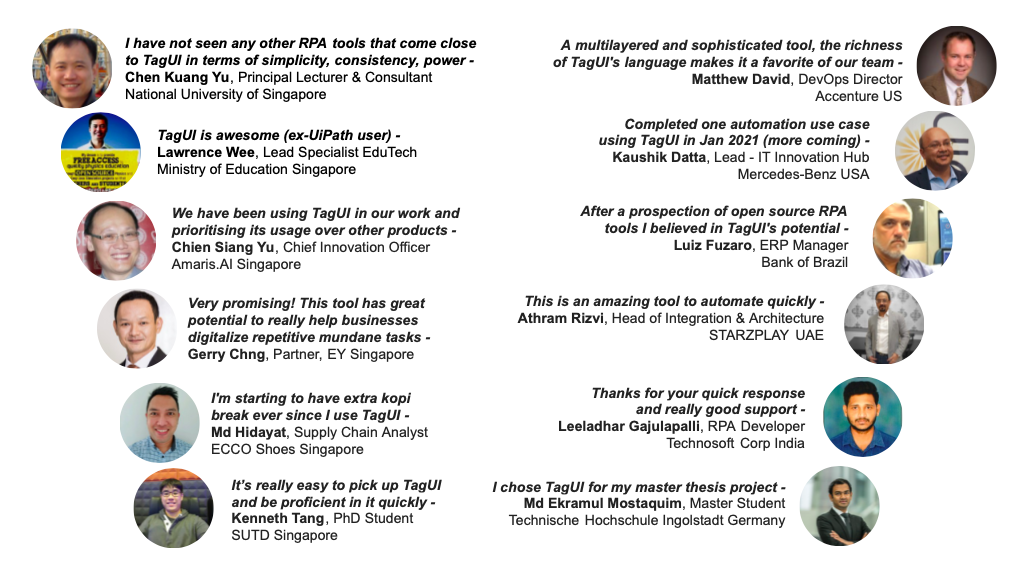 I have not seen any other RPA tools that come close
to TagUI in terms of simplicity, consistency, power -
Chen Kuang Yu, Principal Lecturer & Consultant
National University of Singapore
TagUI is awesome (ex-UiPath user) -
Lawrence Wee, Lead Specialist EduTech
Ministry of Education Singapore
FREE ACCESS
quality physics education
OPEN SOURCE
We have been using TagUI in our work and
prioritising its usage over other products -
Chien Siang Yu, Chief Innovation Officer
Amaris.AI Singapore
Very promising! This tool has great
potential to really help businesses
digitalize repetitive mundane tasks -
Gerry Chng, Partner, EY Singapore
I'm starting to have extra kopi
break ever since I use TagUI -
Md Hidayat, Supply Chain Analyst
ECCO Shoes Singapore
It's really easy to pick up TagUI
and be proficient in it quickly -
Kenneth Tang, PhD Student
SUTD Singapore
A multilayered and sophisticated tool, the richness
of TagUI's language makes it a favorite of our team -
Matthew David, DevOps Director
Accenture US
Completed one automation use case
using TagUI in Jan 2021 (more coming) -
Kaushik Datta, Lead - IT Innovation Hub
Mercedes-Benz USA
After a prospection of open source RPA
tools I believed in TagUI's potential -
Luiz Fuzaro, ERP Manager
Bank of Brazil
This is an amazing tool to automate quickly -
Athram Rizvi, Head of Integration & Architecture
STARZPLAY UAE
Thanks for your quick response
and really good support -
Leeladhar Gajulapalli, RPA Developer
Technosoft Corp India
I chose TagUI for my master thesis project -
Md Ekramul Mostaquim, Master Student
Technische Hochschule Ingolstadt Germany